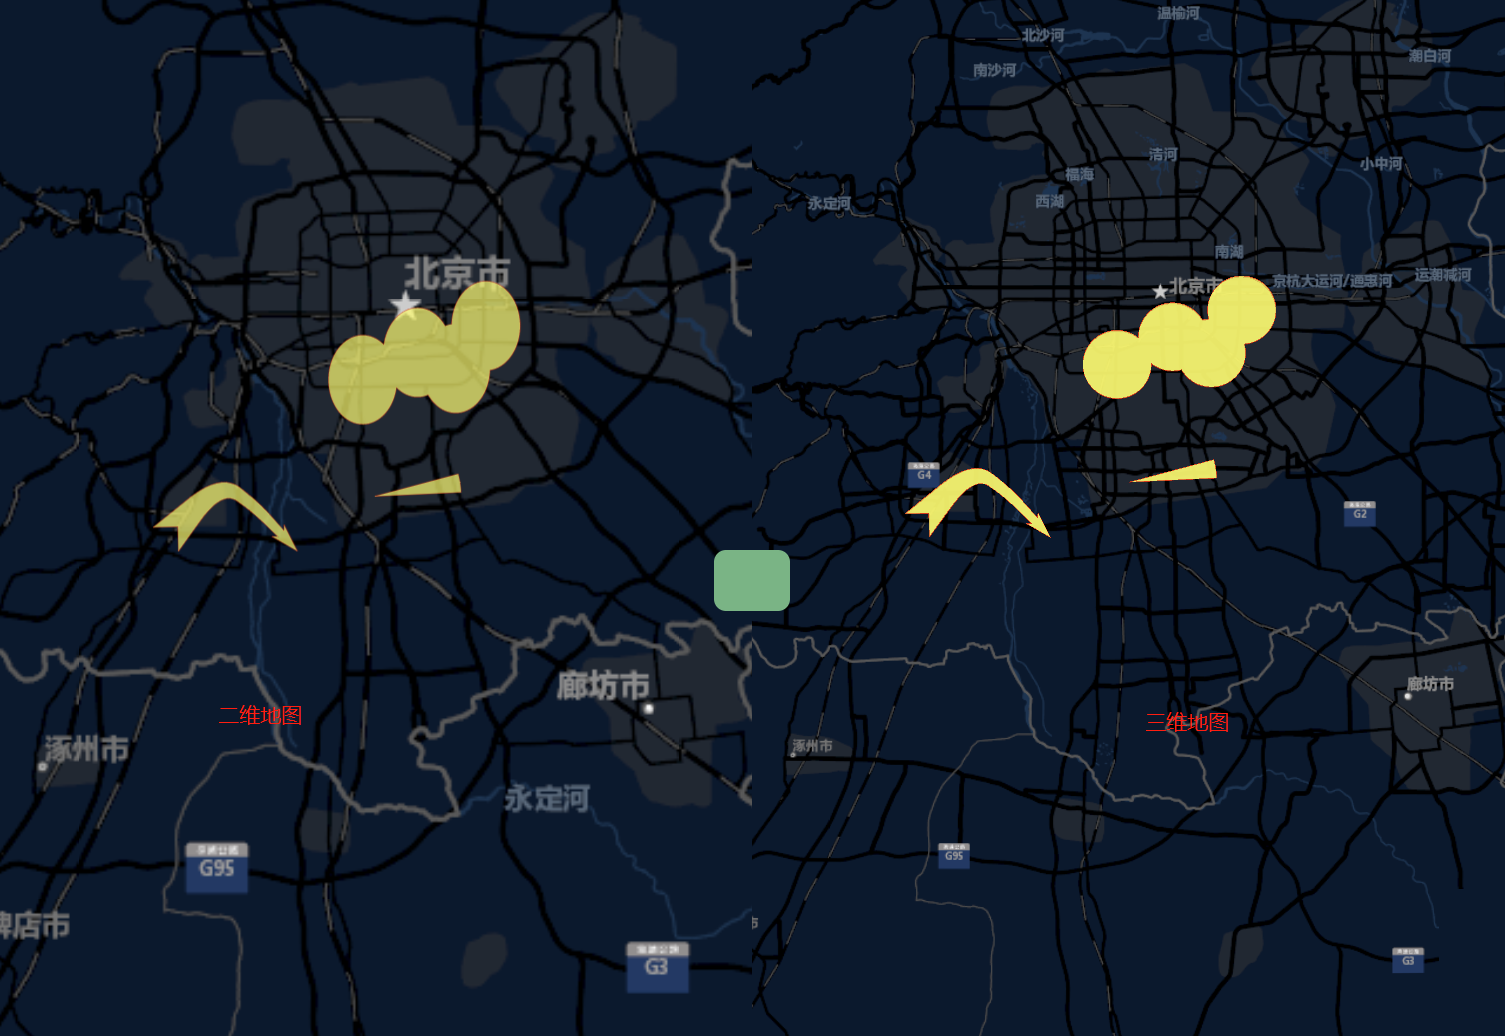 温榆河
北沙河
潮白河
南沙河
洁河
小中河
福海
西湖
永定河
南湖
北京市
运潮减河
京杭大运河/通惠河
北京市
G4
G2
廊坊市
廊坊市
二维地图
三维地图
涿州市
涿州市
永定河
G95
G95
店市
G3
G3